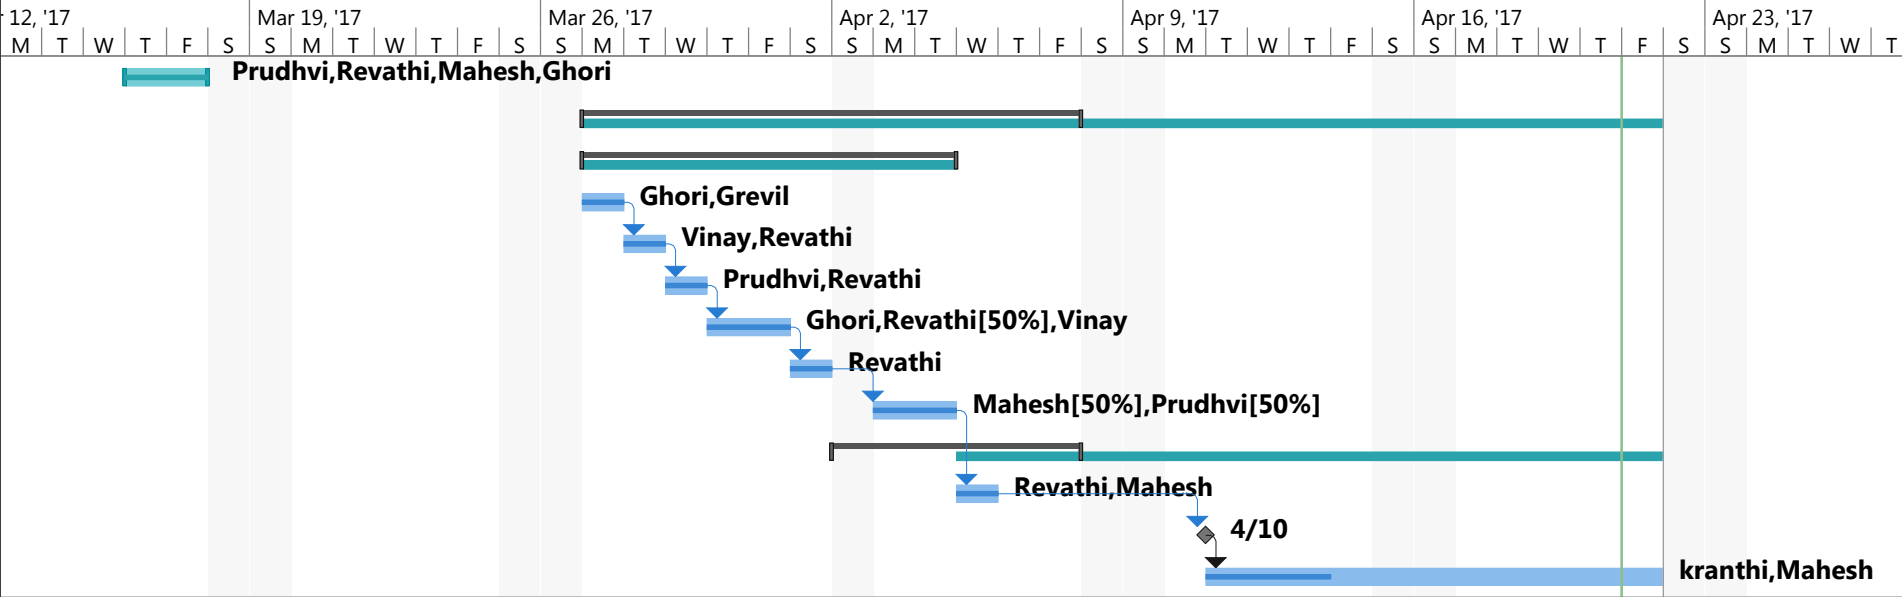 12, '17 Mar 19, '17 Mar 26, '17 Apr 2, '17 Apr 9, '17 Apr 16, '17 Apr 23, '17
M T W T F S S M T W T F S S M T W T F S S M T W T F S S M T W T F S S M T W T F S S M T W T
Prudhvi,Revathi,Mahesh,Ghori
Ghori,Grevil
Vinay,Revathi
Prudhvi,Revathi
Ghori,Revathi[50%],Vinay
Revathi
Mahesh[50%],Prudhvi[50%]
Revathi,Mahesh
4/10
kranthi,Mahesh